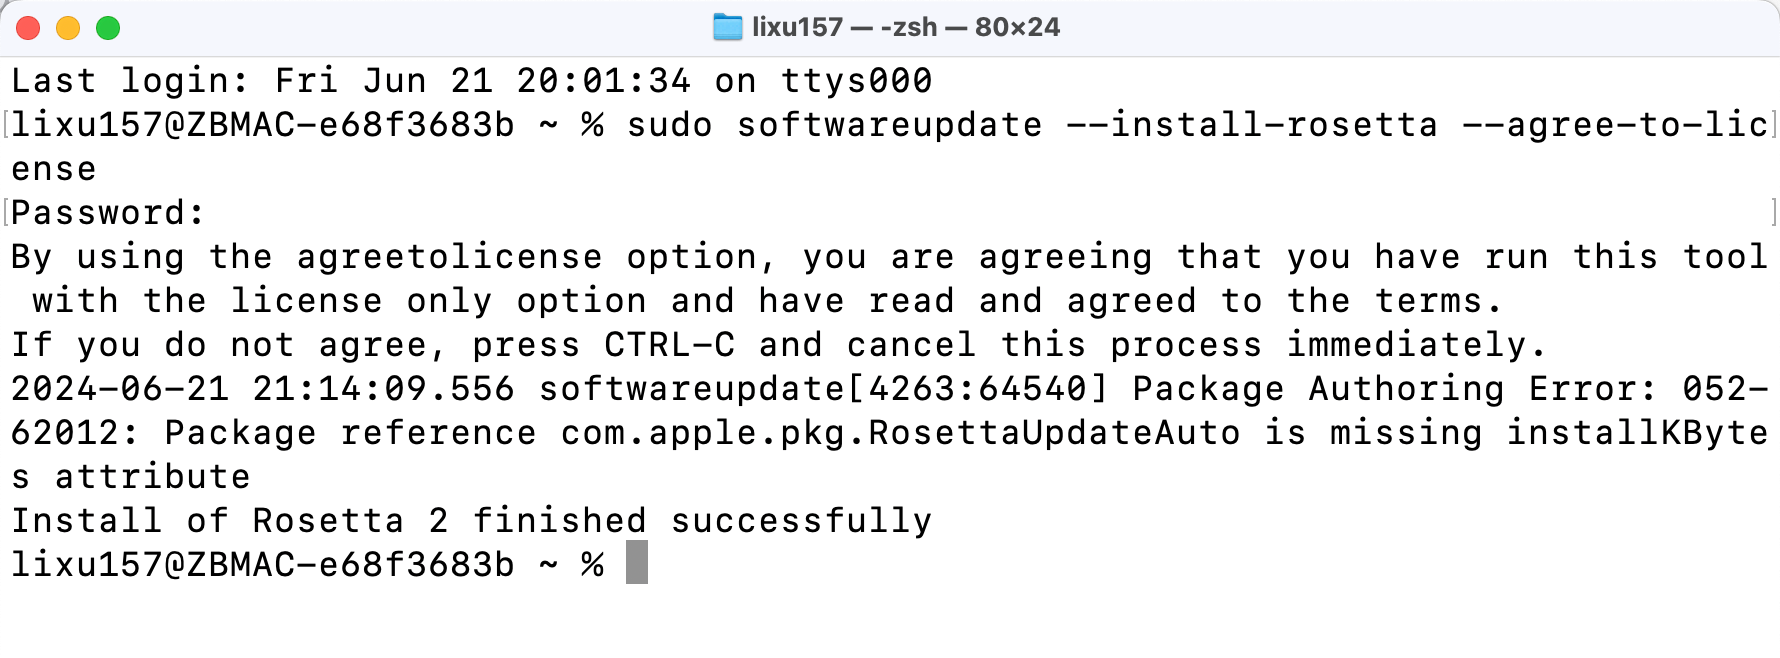 lixu157 — -zsh — 80×24
Last login: Fri Jun 21 20:01:34 on ttys000
[lixu157@ZBMAC-e68f3683b ~ % sudo softwareupdate --install-rosetta --agree-to-lic]
ense
[Password:]
By using the agreetolicense option, you are agreeing that you have run this tool
 with the license only option and have read and agreed to the terms.
If you do not agree, press CTRL-C and cancel this process immediately.
2024-06-21 21:14:09.556 softwareupdate[4263:64540] Package Authoring Error: 052-
62012: Package reference com.apple.pkg.RosettaUpdateAuto is missing installKByte
s attribute
Install of Rosetta 2 finished successfully
lixu157@ZBMAC-e68f3683b ~ %